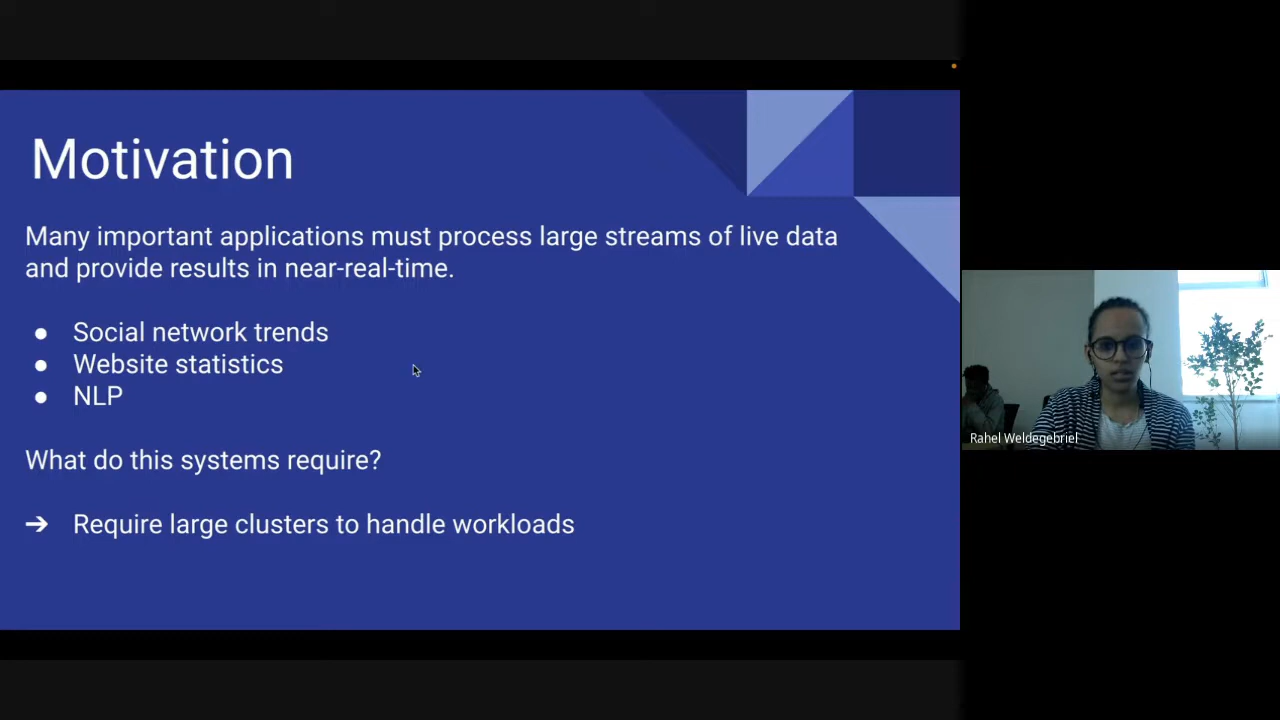 Motivation
Many important applications must process large streams of live data
and provide results in near-real-time.
● Social network trends
● Website statistics
● NLP
What do this systems require?
➔ Require large clusters to handle workloads
Rahel Weldegebriel